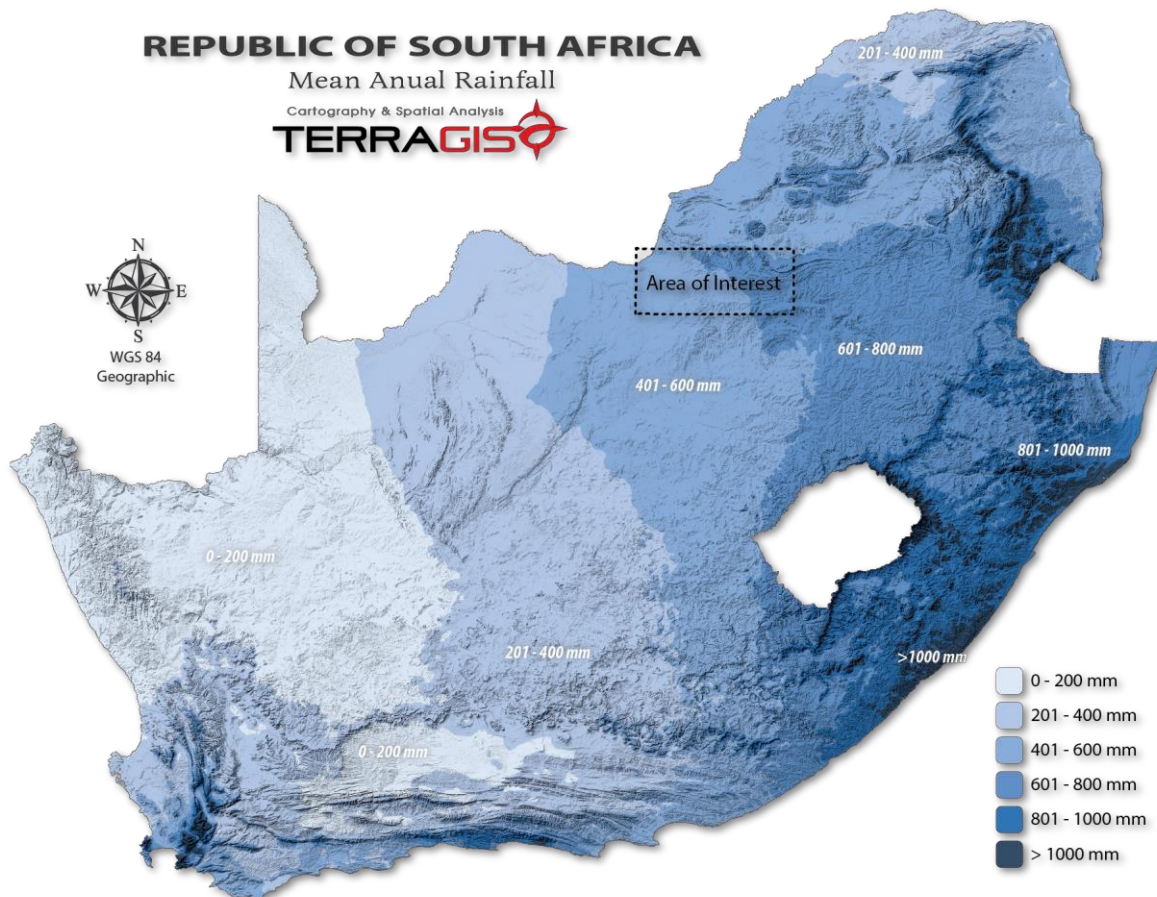 REPUBLIC OF SOUTH AFRICA
Mean Anual Rainfall
Cartography & Spatial Analysis
TERRAGIS
201 - 400 mm
N
W E
S
WGS 84
Geographic
Area of Interest
601 - 800 mm
401 - 600 mm
801 - 1000 mm
0 - 200 mm
201 - 400 mm
>1000 mm
0 - 200 mm
0 - 200 mm
201 - 400 mm
401 - 600 mm
601 - 800 mm
801 - 1000 mm
> 1000 mm